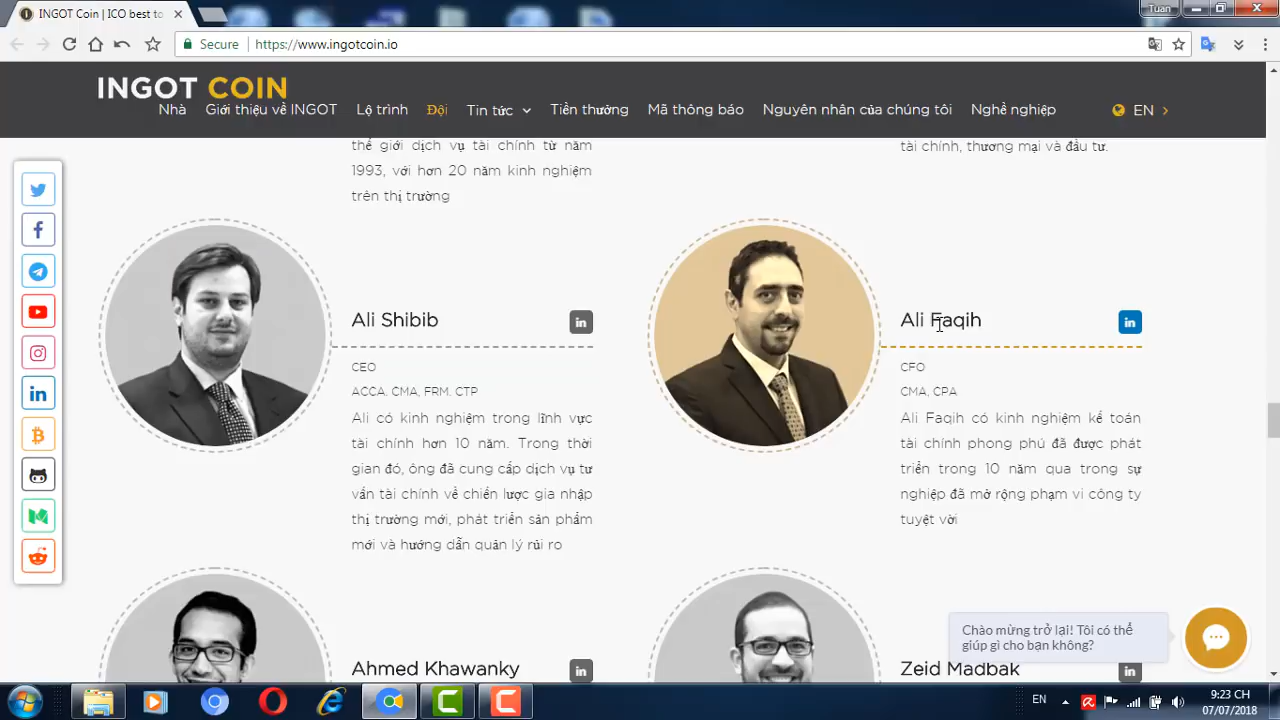 INGOT Coin | ICO best to
Tuan
Secure
https://www.ingotcoin.io
INGOT COIN
Nhà
Giới thiệu về INGOT
Lộ trình
Đội
Tin tức
Tiền thưởng
Mã thông báo
Nguyên nhân của chúng tôi
Nghề nghiệp
EN
thế giới dịch vụ tài chính từ năm
1993, với hơn 20 năm kinh nghiệm
trên thị trường
tài chính, thương mại và đầu tư.
Ali Shibib
in
CEO
ACCA, CMA, FRM, CTP
Ali có kinh nghiệm trong lĩnh vực
tài chính hơn 10 năm. Trong thời
gian đó, ông đã cung cấp dịch vụ tư
vấn tài chính về chiến lược gia nhập
thị trường mới, phát triển sản phẩm
mới và hướng dẫn quản lý rủi ro
Ali Faqih
in
CFO
CMA, CPA
Ali Faqih có kinh nghiệm kế toán
tài chính phong phú đã được phát
triển trong 10 năm qua trong sự
nghiệp đã mở rộng phạm vi công ty
tuyệt vời
Ahmed Khawanky
in
Zeid Madbak
in
Chào mừng trở lại! Tôi có thể
giúp gì cho bạn không?
EN
9:23 CH
07/07/2018